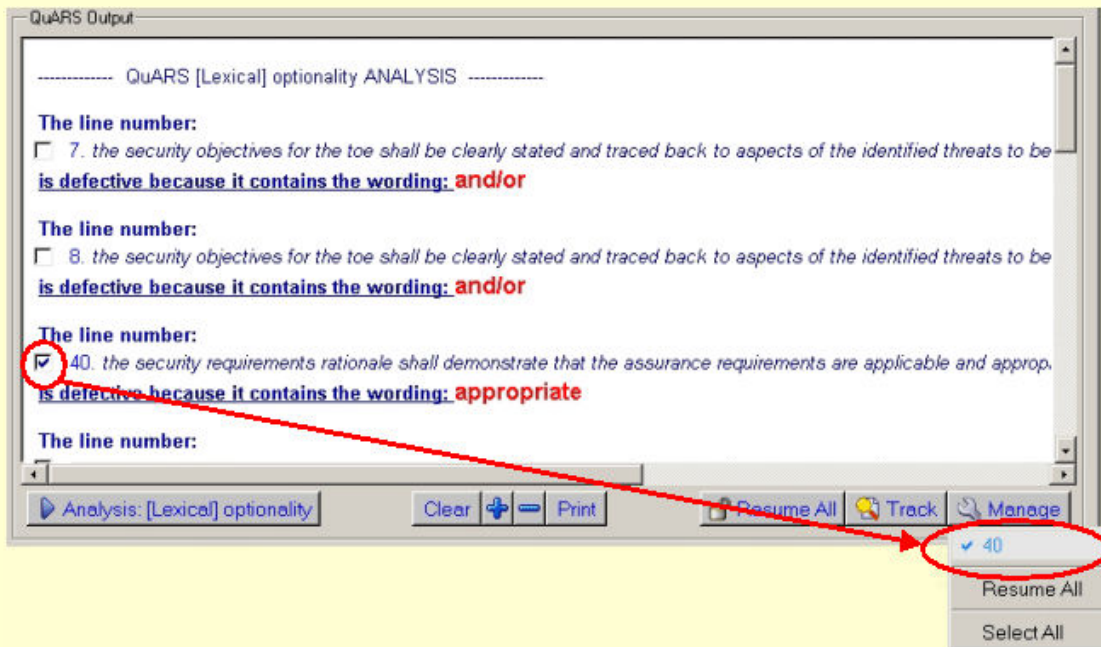 QuARS Output
------------- QuARS [Lexical] optionality ANALYSIS -------------
The line number:
7. the security objectives for the toe shall be clearly stated and traced back to aspects of the identified threats to be
is defective because it contains the wording: and/or
The line number:
8. the security objectives for the toe shall be clearly stated and traced back to aspects of the identified threats to be
is defective because it contains the wording: and/or
The line number:
40. the security requirements rationale shall demonstrate that the assurance requirements are applicable and approp
is defective because it contains the wording: appropriate
The line number:
Analysis: [Lexical] optionality Clear Print Resume All Track Manage
40
Resume All
Select All